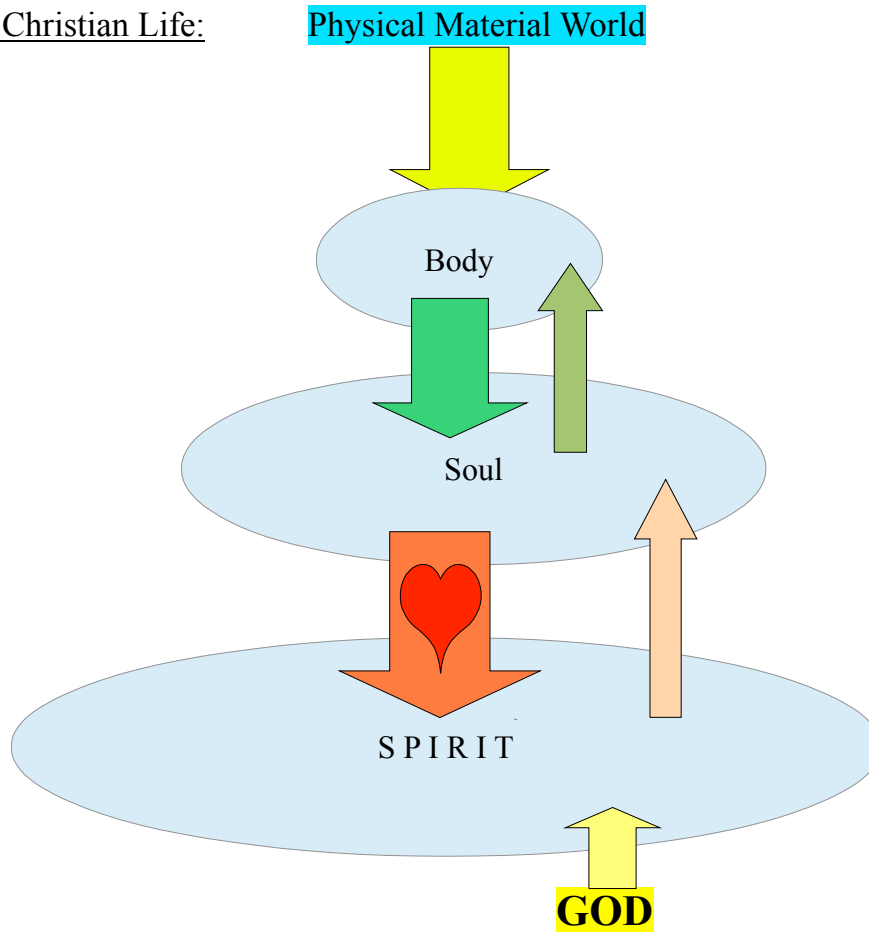 Christian Life: Physical Material World
Body
Soul
S P I R I T
GOD